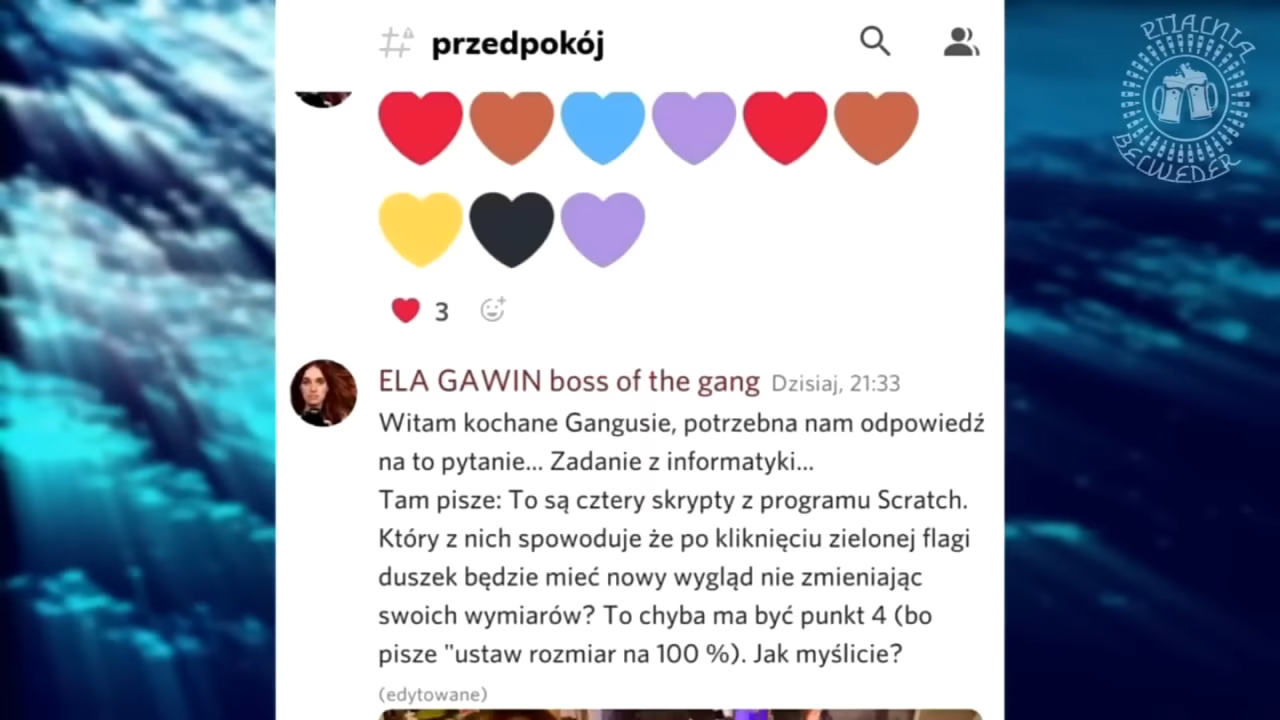 przedpokój
PIJALNIA
BELWEDER
3
ELA GAWIN boss of the gang Dzisiaj, 21:33
Witam kochane Gangusie, potrzebna nam odpowiedź
na to pytanie... Zadanie z informatyki...
Tam pisze: To są cztery skrypty z programu Scratch.
Który z nich spowoduje że po kliknięciu zielonej flagi
duszek będzie mieć nowy wygląd nie zmieniając
swoich wymiarów? To chyba ma być punkt 4 (bo
pisze "ustaw rozmiar na 100 %). Jak myślicie?
(edytowane)